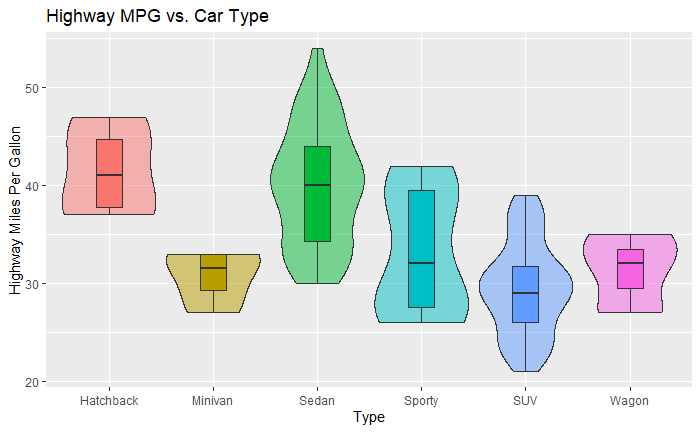 Highway MPG vs. Car Type
Highway Miles Per Gallon
50
40
30
20
Hatchback Minivan Sedan Sporty SUV Wagon
Type